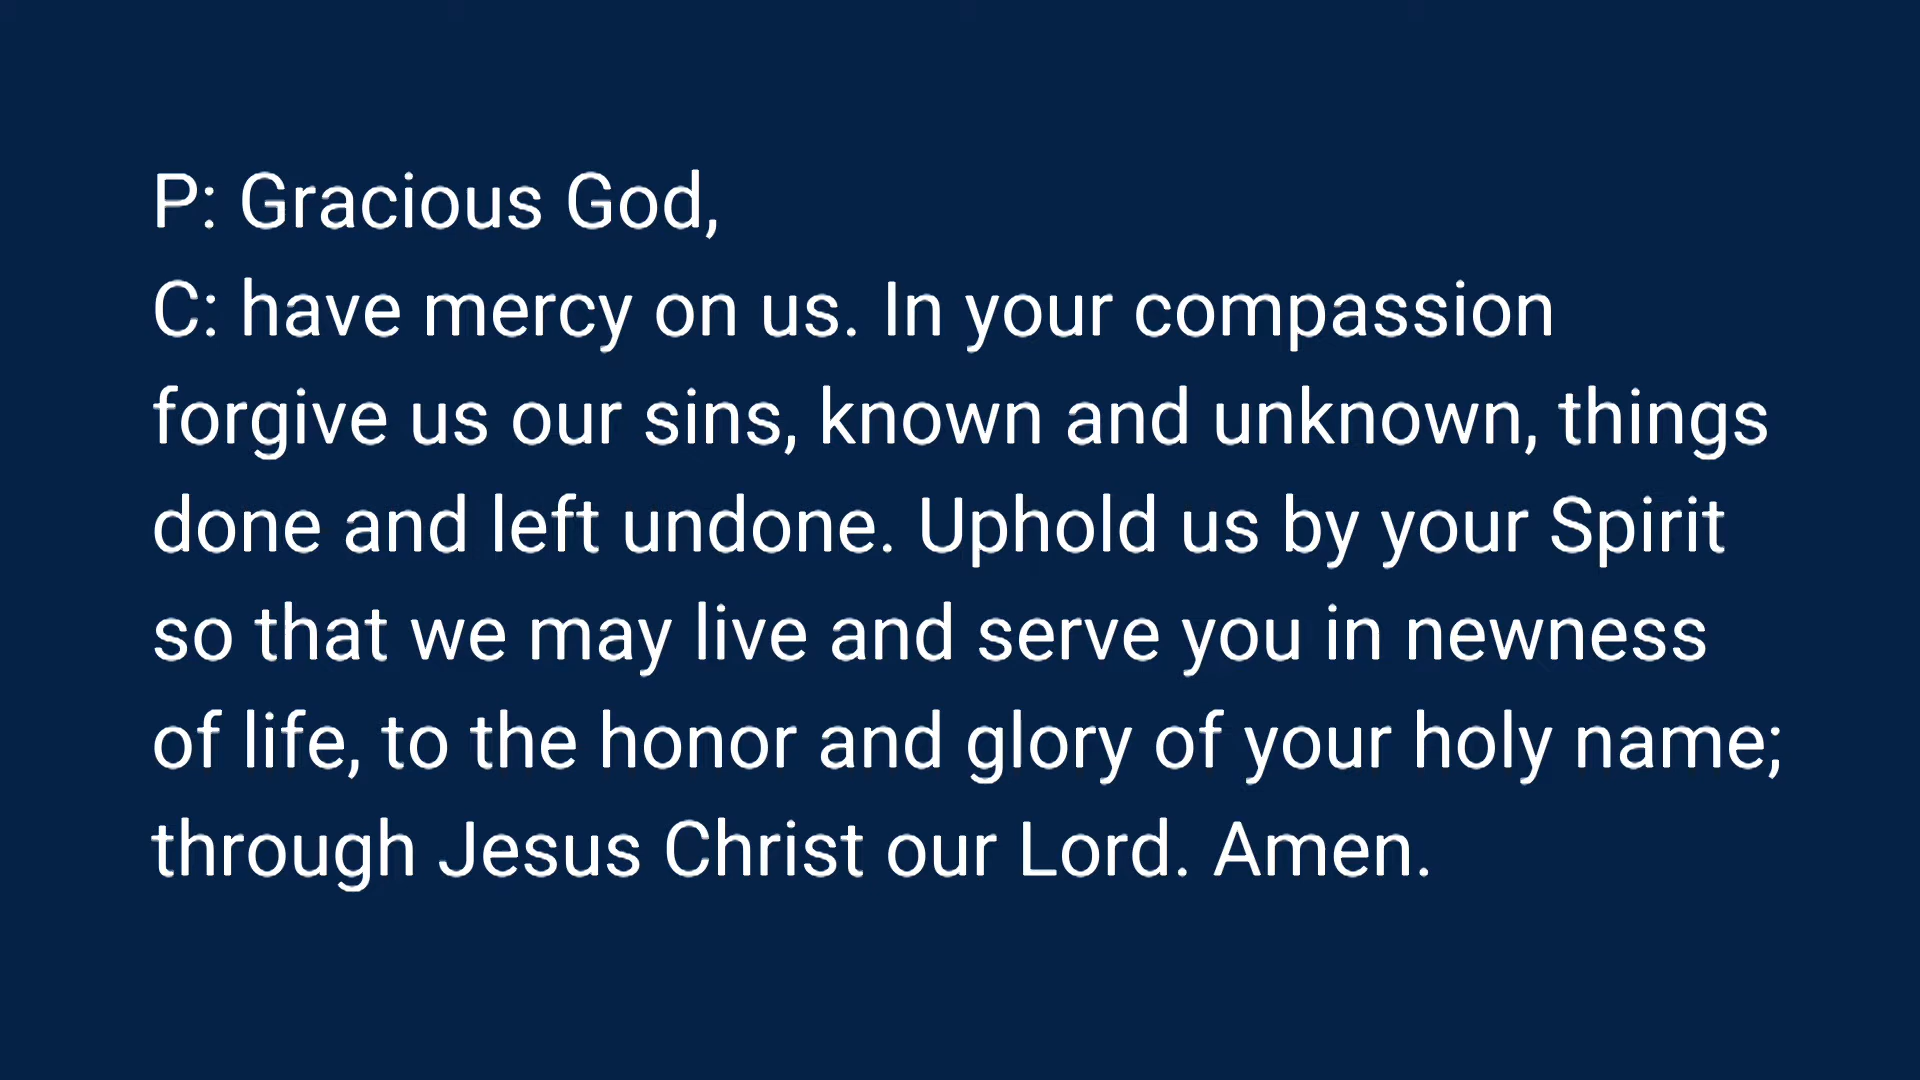 P: Gracious God,
C: have mercy on us. In your compassion
forgive us our sins, known and unknown, things
done and left undone. Uphold us by your Spirit
so that we may live and serve you in newness
of life, to the honor and glory of your holy name;
through Jesus Christ our Lord. Amen.